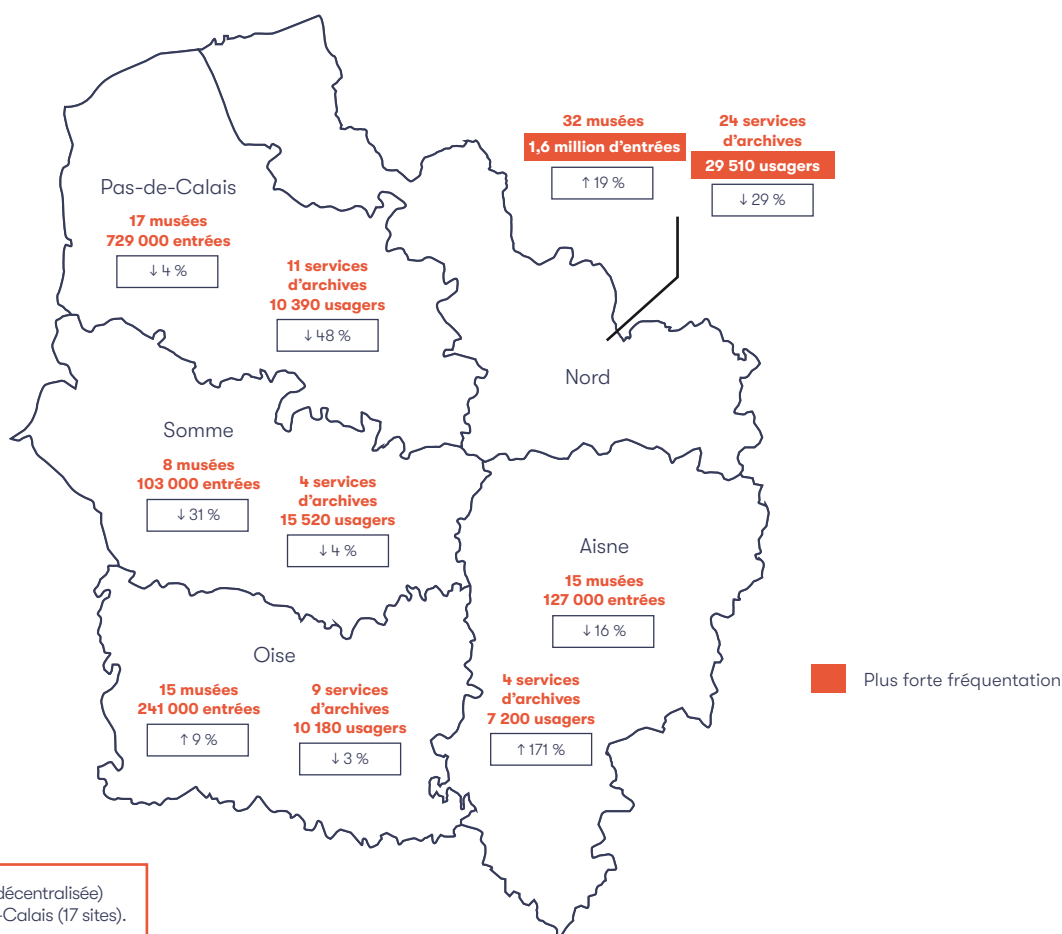 32 musées
1,6 million d'entrées
↑ 19 %
24 services
d'archives
29 510 usagers
↓ 29 %
Pas-de-Calais
17 musées
729 000 entrées
↓ 4 %
11 services
d'archives
10 390 usagers
↓ 48 %
Nord
Somme
8 musées
103 000 entrées
↓ 31 %
4 services
d'archives
15 520 usagers
↓ 4 %
Aisne
15 musées
127 000 entrées
↓ 16 %
4 services
d'archives
7 200 usagers
↑ 171 %
Oise
15 musées
241 000 entrées
↑ 9 %
9 services
d'archives
10 180 usagers
↓ 3 %
Plus forte fréquentation
décentralisée)
-Calais (17 sites).